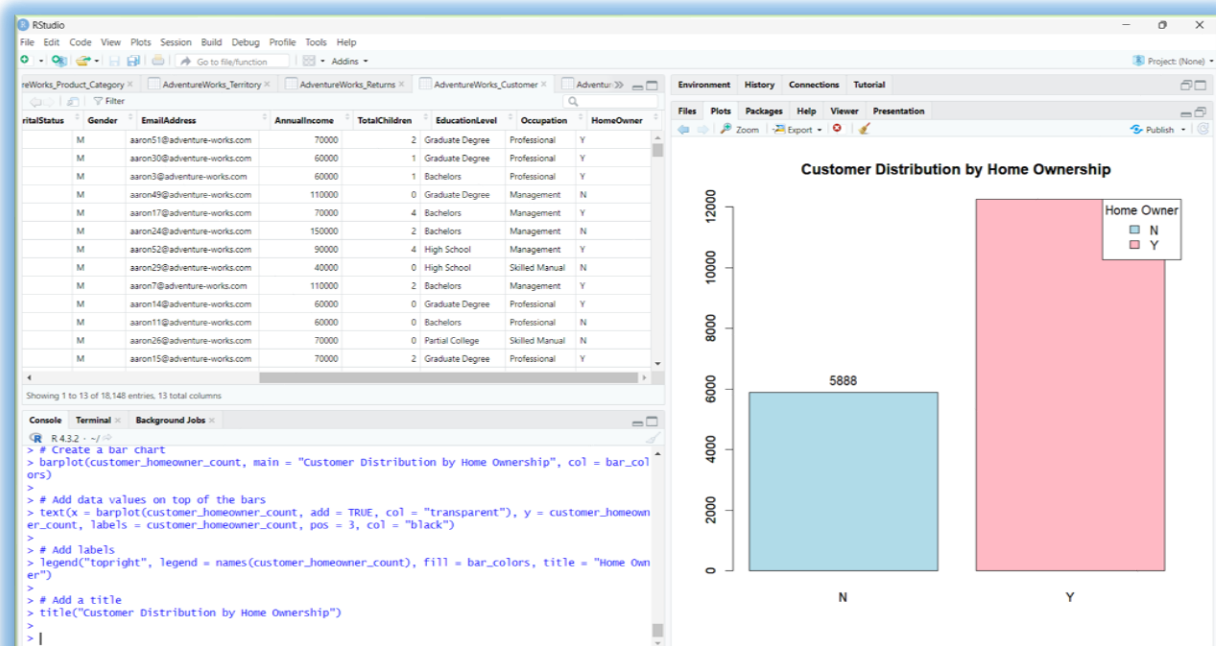 RStudio
File Edit Code View Plots Session Build Debug Profile Tools Help
Go to file/function Addins Project: (None)
reWorks_Product_Category AdventureWorks_Territory AdventureWorks_Returns AdventureWorks_Customer Adventur
Filter
ritalStatus Gender EmailAddress AnnualIncome TotalChildren EducationLevel Occupation HomeOwner
M aaron51@adventure-works.com 70000 2 Graduate Degree Professional Y
M aaron30@adventure-works.com 60000 1 Graduate Degree Professional Y
M aaron3@adventure-works.com 60000 1 Bachelors Professional Y
M aaron49@adventure-works.com 110000 0 Graduate Degree Management N
M aaron17@adventure-works.com 70000 4 Bachelors Management Y
M aaron24@adventure-works.com 150000 2 Bachelors Management N
M aaron52@adventure-works.com 90000 4 High School Management Y
M aaron29@adventure-works.com 40000 0 High School Skilled Manual N
M aaron7@adventure-works.com 110000 2 Bachelors Management Y
M aaron14@adventure-works.com 60000 0 Graduate Degree Professional Y
M aaron11@adventure-works.com 60000 0 Bachelors Professional N
M aaron26@adventure-works.com 70000 0 Partial College Skilled Manual N
M aaron15@adventure-works.com 70000 2 Graduate Degree Professional Y
Showing 1 to 13 of 18,148 entries, 13 total columns
Console Terminal Background Jobs
R 4.3.2 · ~/
> # Create a bar chart
> barplot(customer_homeowner_count, main = "Customer Distribution by Home Ownership", col = bar_col
ors)
>
> # Add data values on top of the bars
> text(x = barplot(customer_homeowner_count, add = TRUE, col = "transparent"), y = customer_homeown
er_count, labels = customer_homeowner_count, pos = 3, col = "black")
>
> # Add labels
> legend("topright", legend = names(customer_homeowner_count), fill = bar_colors, title = "Home Own
er")
>
> # Add a title
> title("Customer Distribution by Home Ownership")
>
>
Environment History Connections Tutorial
Files Plots Packages Help Viewer Presentation
Zoom Export Publish
Customer Distribution by Home Ownership
Home Owner
N
Y
12000
10000
8000
6000
4000
2000
0
5888
N Y